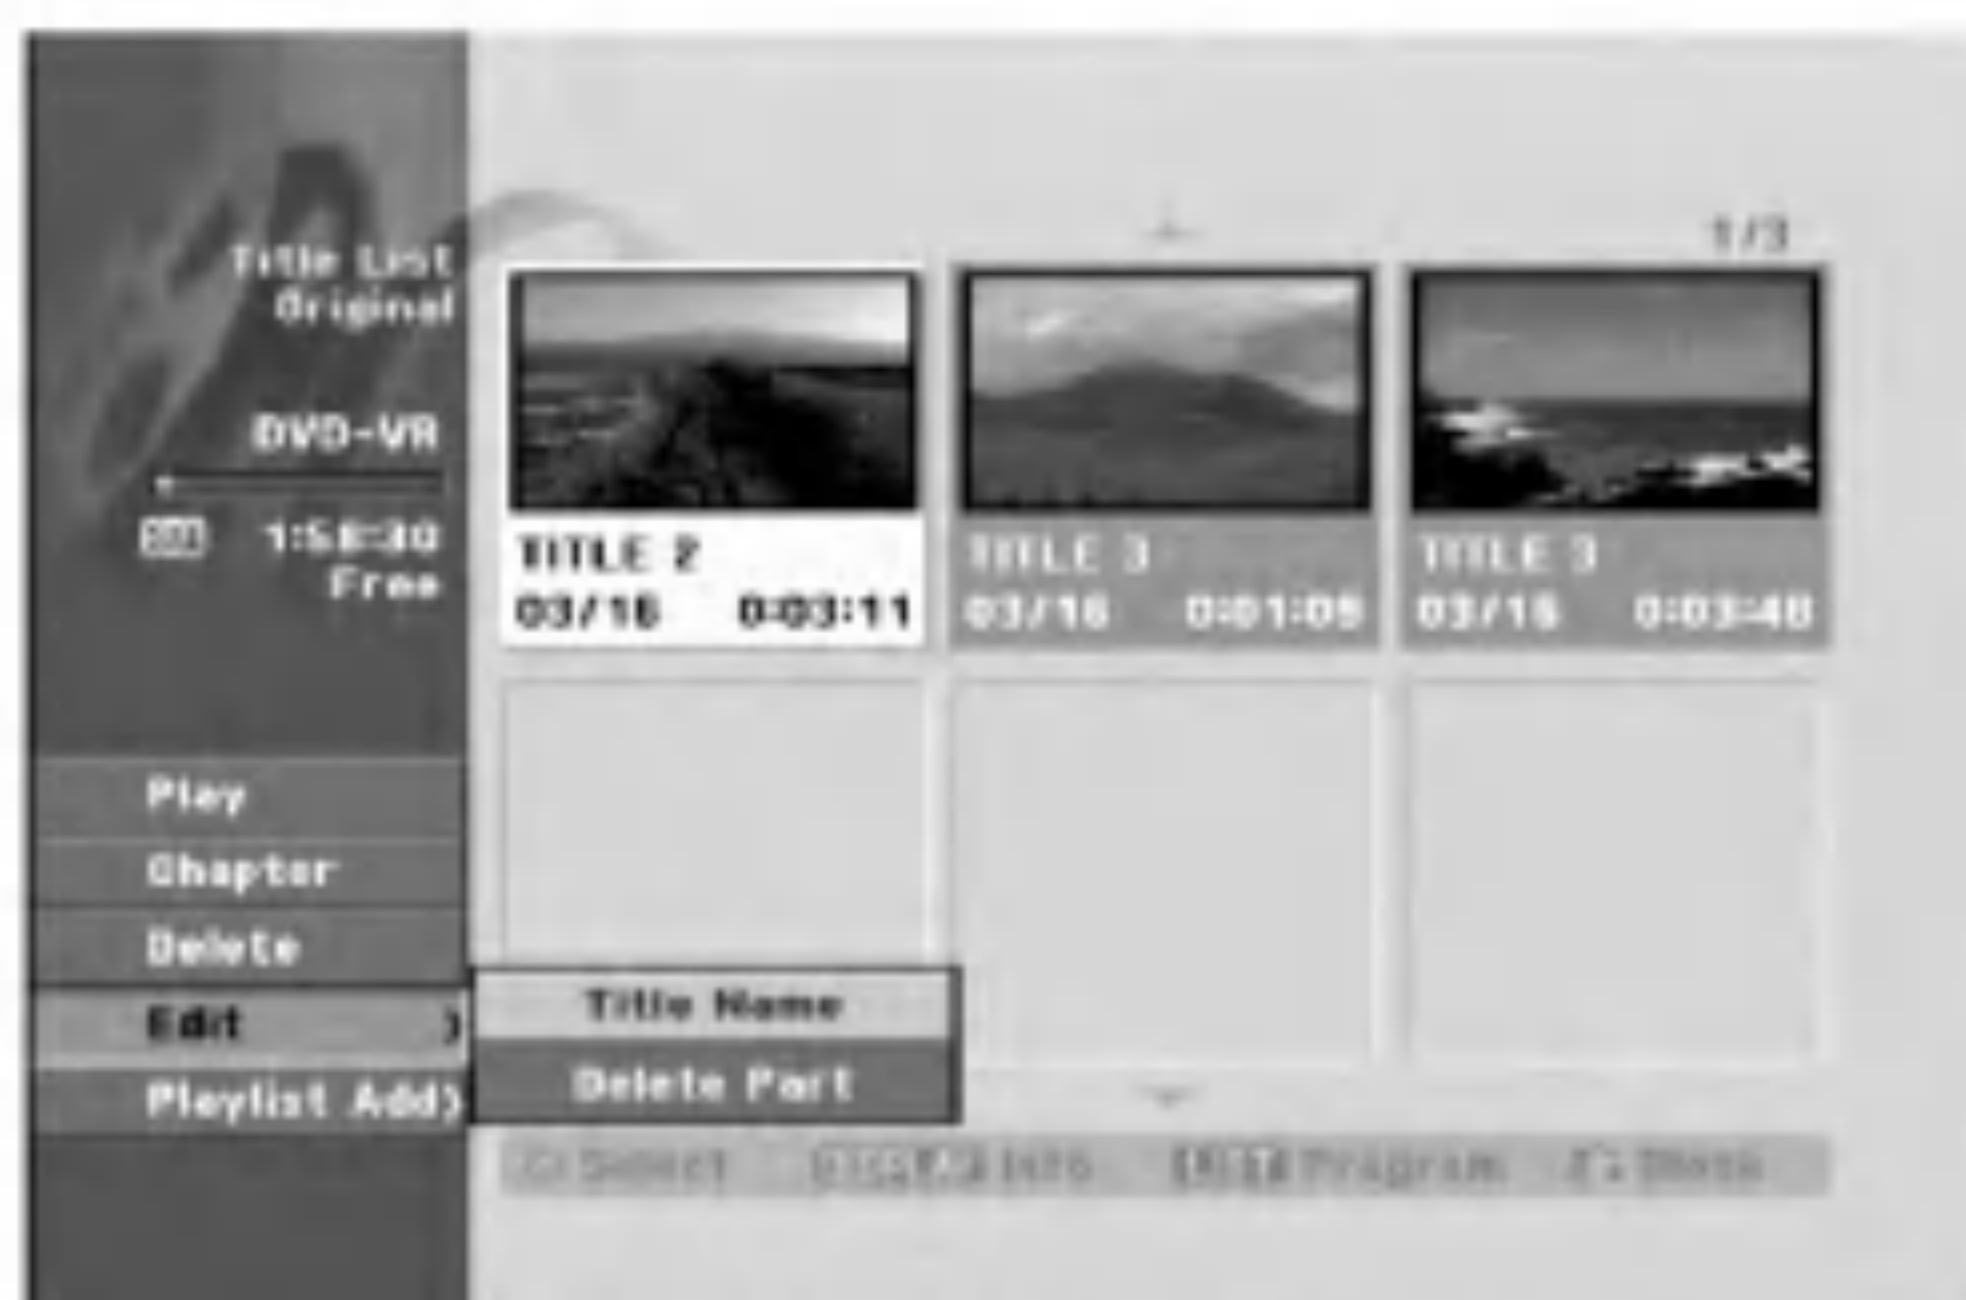 Title List
Original
DVD-VR
1:58:30
Free
1/3
TITLE 2
03/16 0:03:11
TITLE 3
03/16 0:01:09
TITLE 3
03/16 0:03:48
Play
Chapter
Delete
Edit
Playlist Add
Title Name
Delete Part
Select Info Program